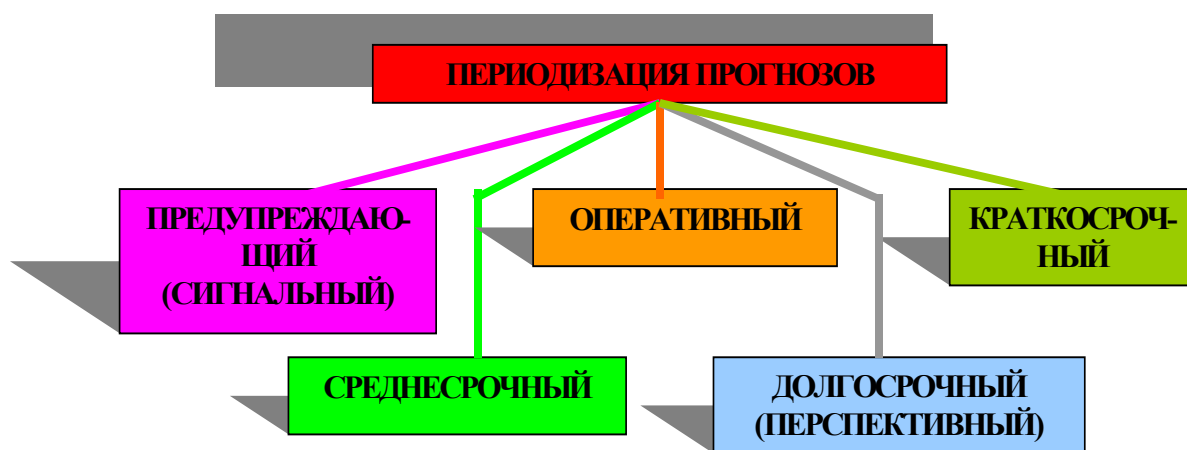 ПЕРИОДИЗАЦИЯ ПРОГНОЗОВ
ПРЕДУПРЕЖДАЮ-
ЩИЙ
(СИГНАЛЬНЫЙ)
ОПЕРАТИВНЫЙ
КРАТКОСРОЧ-
НЫЙ
СРЕДНЕСРОЧНЫЙ
ДОЛГОСРОЧНЫЙ
(ПЕРСПЕКТИВНЫЙ)